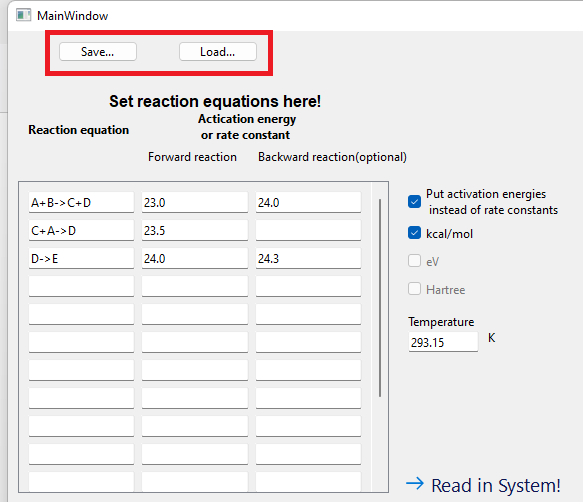 MainWindow
Save... Load...
Set reaction equations here!
Reaction equation
Actication energy
or rate constant
Forward reaction Backward reaction(optional)
A+B->C+D 23.0 24.0
C+A->D 23.5
D->E 24.0 24.3
Put activation energies
instead of rate constants
kcal/mol
eV
Hartree
Temperature
293.15 K
→ Read in System!